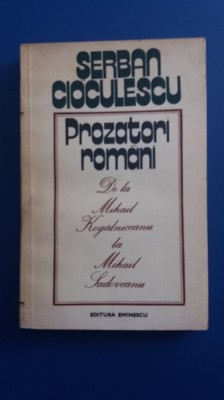 SERBAN
CIOCULESCU
Prozatori
români
De la
Mihail
Kogălniceanu
la
Mihail
Sadoveanu
EDITURA EMINESCU